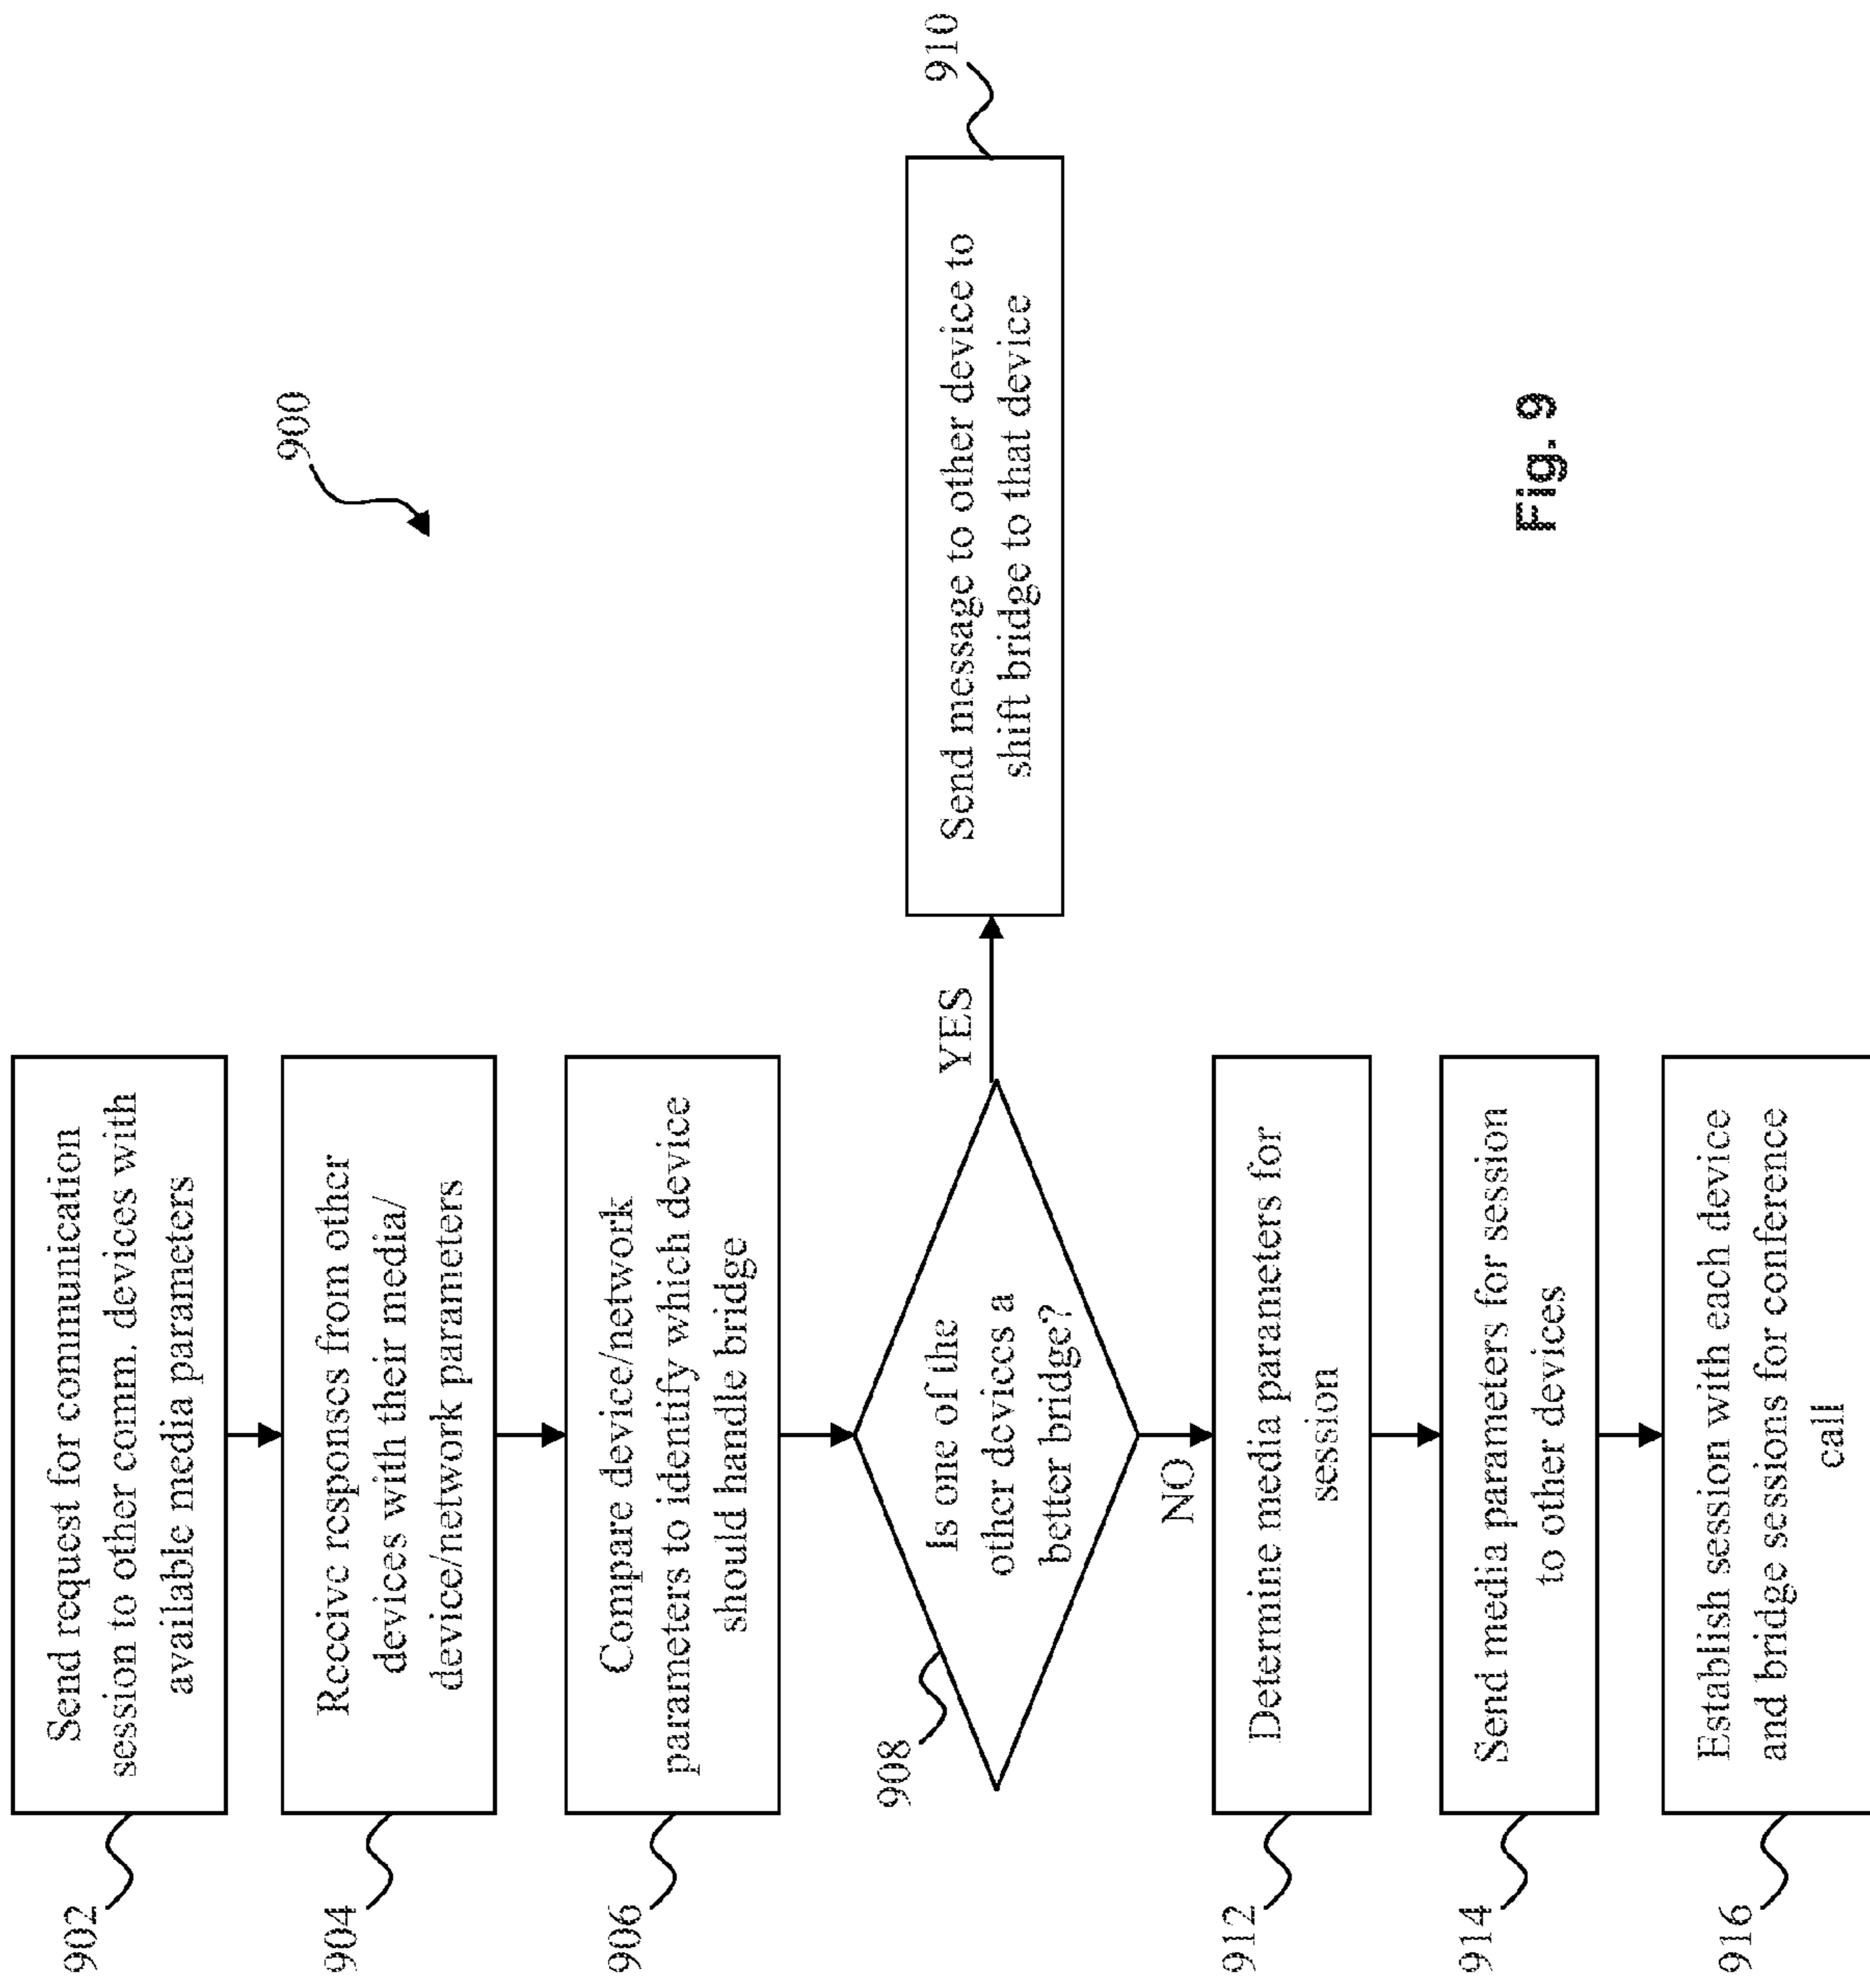 900
902
Send request for communication
session to other comm. devices with
available media parameters
904
Receive responses from other
devices with their media/
device/network parameters
906
Compare device/network
parameters to identify which device
should handle bridge
908
Is one of the
other devices a
better bridge?
YES
910
Send message to other device to
shift bridge to that device
NO
912
Determine media parameters for
session
914
Send media parameters for session
to other devices
916
Establish session with each device
and bridge sessions for conference
call
Fig. 9